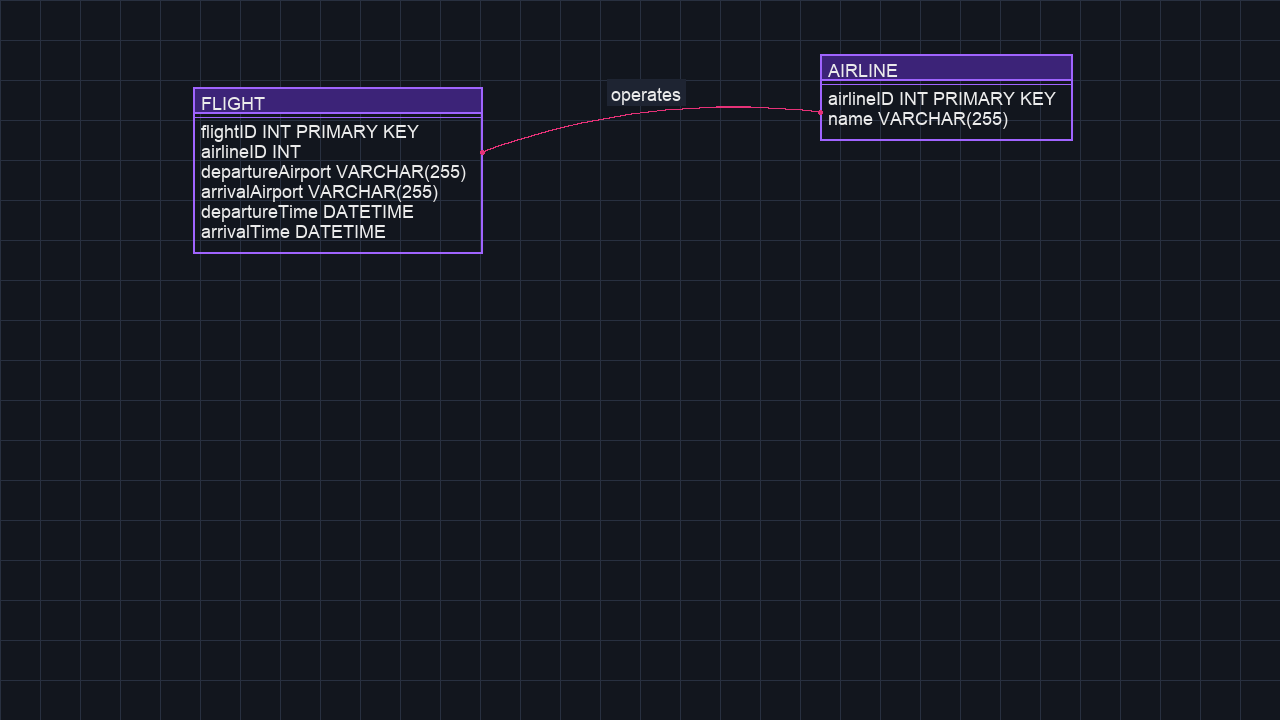 FLIGHT
flightID INT PRIMARY KEY
airlineID INT
departureAirport VARCHAR(255)
arrivalAirport VARCHAR(255)
departureTime DATETIME
arrivalTime DATETIME
operates
AIRLINE
airlineID INT PRIMARY KEY
name VARCHAR(255)